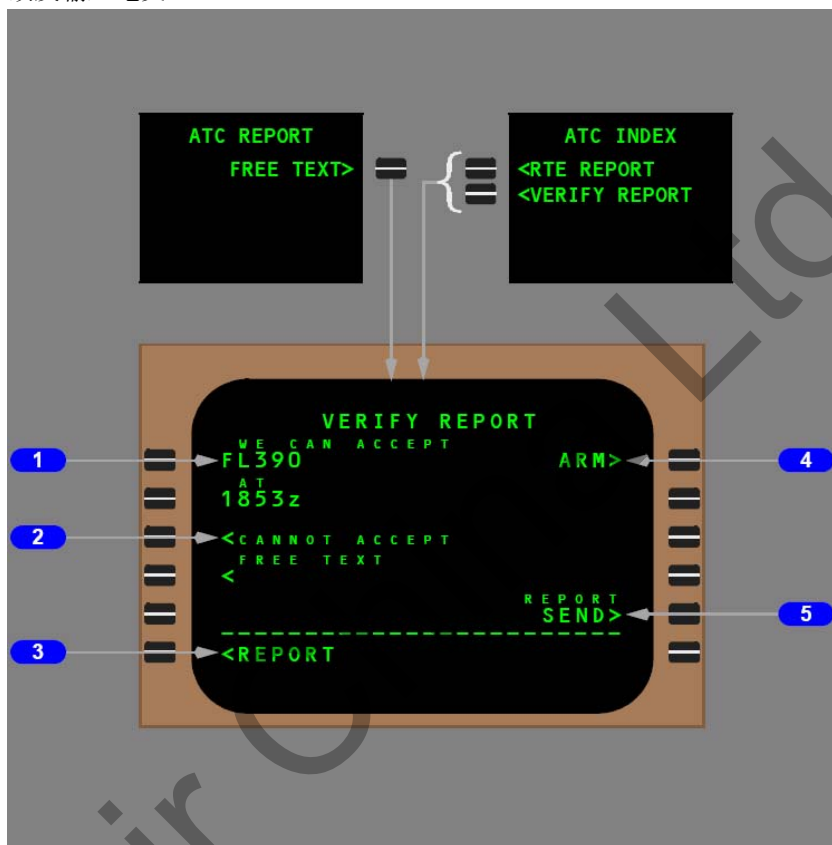 ATC REPORT
FREE TEXT>
ATC INDEX
<RTE REPORT
<VERIFY REPORT
VERIFY REPORT
WE CAN ACCEPT
1
FL390
ARM>
4
AT
1853z
2
<CANNOT ACCEPT
FREE TEXT
<
REPORT
SEND>
5
3
<REPORT